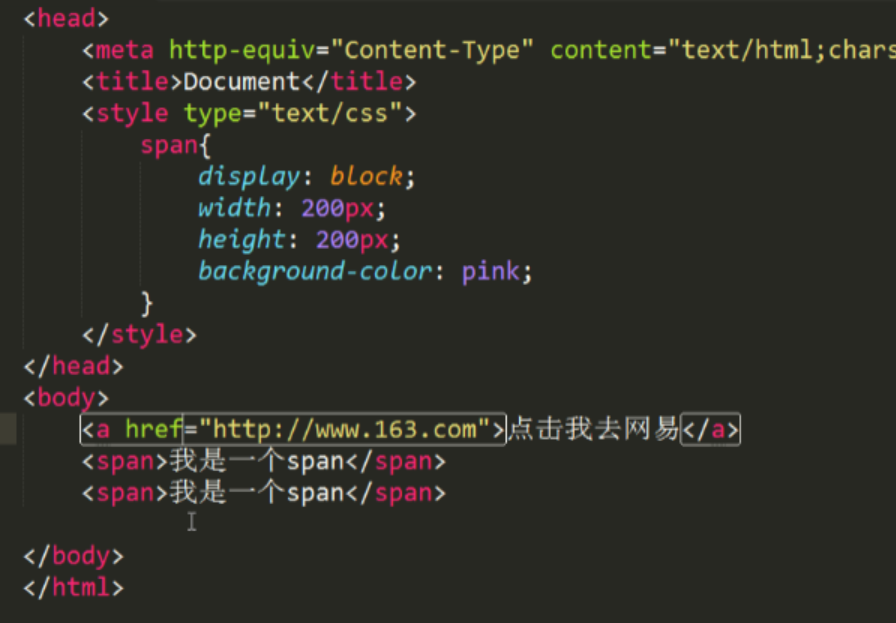 <head>
<meta http-equiv="Content-Type" content="text/html;chars
<title>Document</title>
<style type="text/css">
span{
display: block;
width: 200px;
height: 200px;
background-color: pink;
}
</style>
</head>
<body>
<a href="http://www.163.com">点击我去网易</a>
<span>我是一个span</span>
<span>我是一个span</span>
</body>
</html>